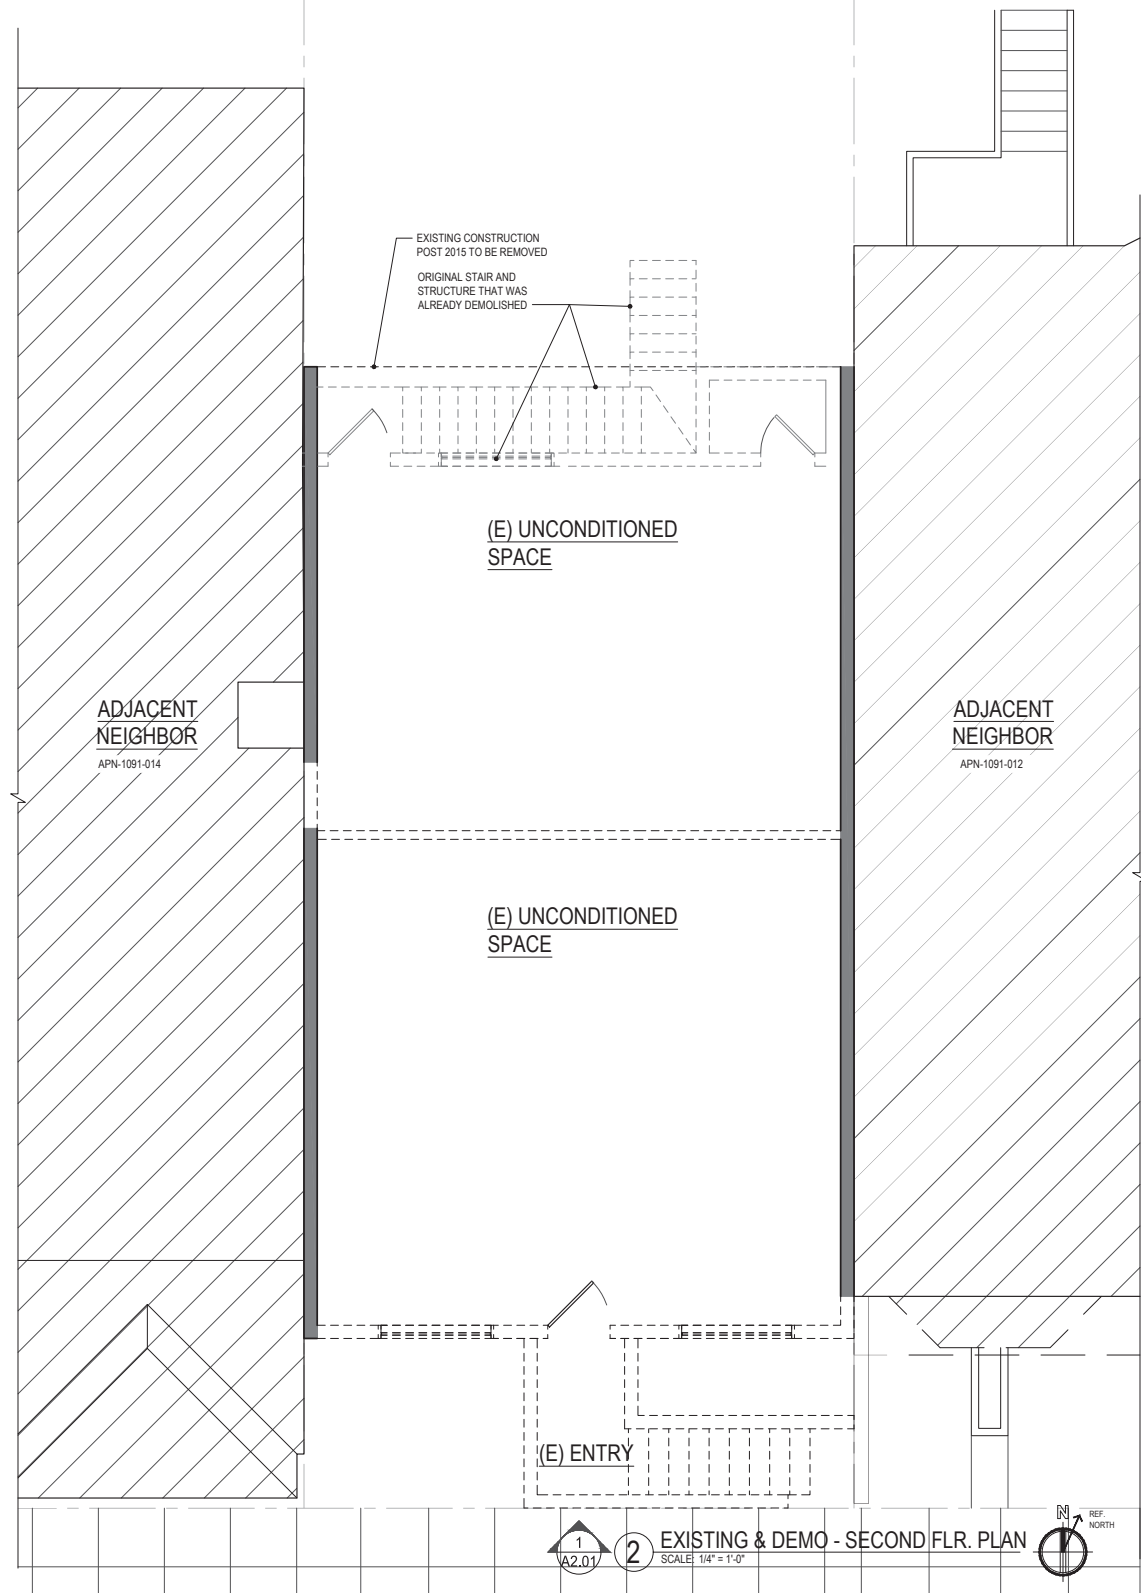 EXISTING CONSTRUCTION
POST 2015 TO BE REMOVED
ORIGINAL STAIR AND
STRUCTURE THAT WAS
ALREADY DEMOLISHED
(E) UNCONDITIONED
SPACE
ADJACENT
NEIGHBOR
APN-1091-014
ADJACENT
NEIGHBOR
APN-1091-012
(E) UNCONDITIONED
SPACE
(E) ENTRY
1
A2.01
2
EXISTING & DEMO - SECOND FLR. PLAN
SCALE: 1/4" = 1'-0"
N
REF.
NORTH